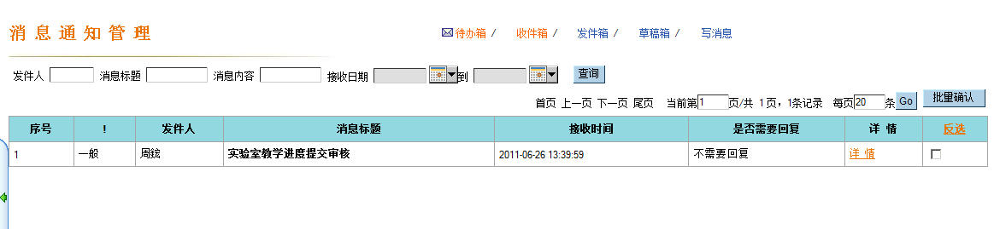 消息通知管理
待办箱 / 收件箱 / 发件箱 / 草稿箱 / 写消息
发件人 消息标题 消息内容 接收日期 到 查询
首页 上一页 下一页 尾页 当前第1页/共 1页，1条记录 每页20条 Go 批量确认
序号 ! 发件人 消息标题 接收时间 是否需要回复 详 情 反选
1 一般 周鋐 实验室教学进度提交审核 2011-06-26 13:39:59 不需要回复 详 情